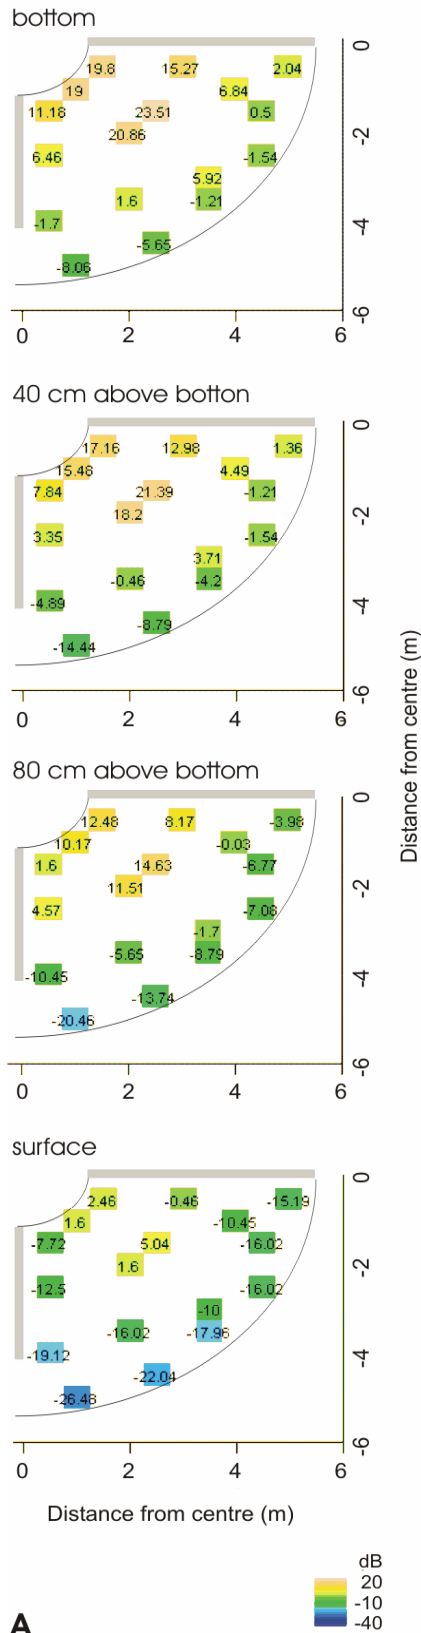 bottom
0
19.8 15.27 2.04
19 6.84
11.18 23.51 0.5
20.86
-2
6.46 -1.54
5.92
1.6 -1.21
-1.7
-4
-5.65
-8.06
-6
0 2 4 6
40 cm above botton
0
17.16 12.98 1.36
15.48 4.49
7.84 21.39 -1.21
18.2
-2
3.35 -1.54
3.71
-0.46 -4.2
-4.89
-4
-8.79
-14.44
-6
0 2 4 6
Distance from centre (m)
80 cm above bottom
0
12.48 8.17 -3.98
10.17 -0.03
1.6 14.63 -6.77
11.51
-2
4.57 -7.08
-1.7
-5.65 -8.79
-10.45
-4
-13.74
-20.46
-6
0 2 4 6
surface
0
2.46 -0.46 -15.19
1.6 -10.45
-7.72 5.04 -16.02
1.6
-2
-12.5 -16.02
-10
-16.02 -17.96
-19.12
-4
-22.04
-26.48
-6
0 2 4 6
Distance from centre (m)
dB
20
-10
-40
A